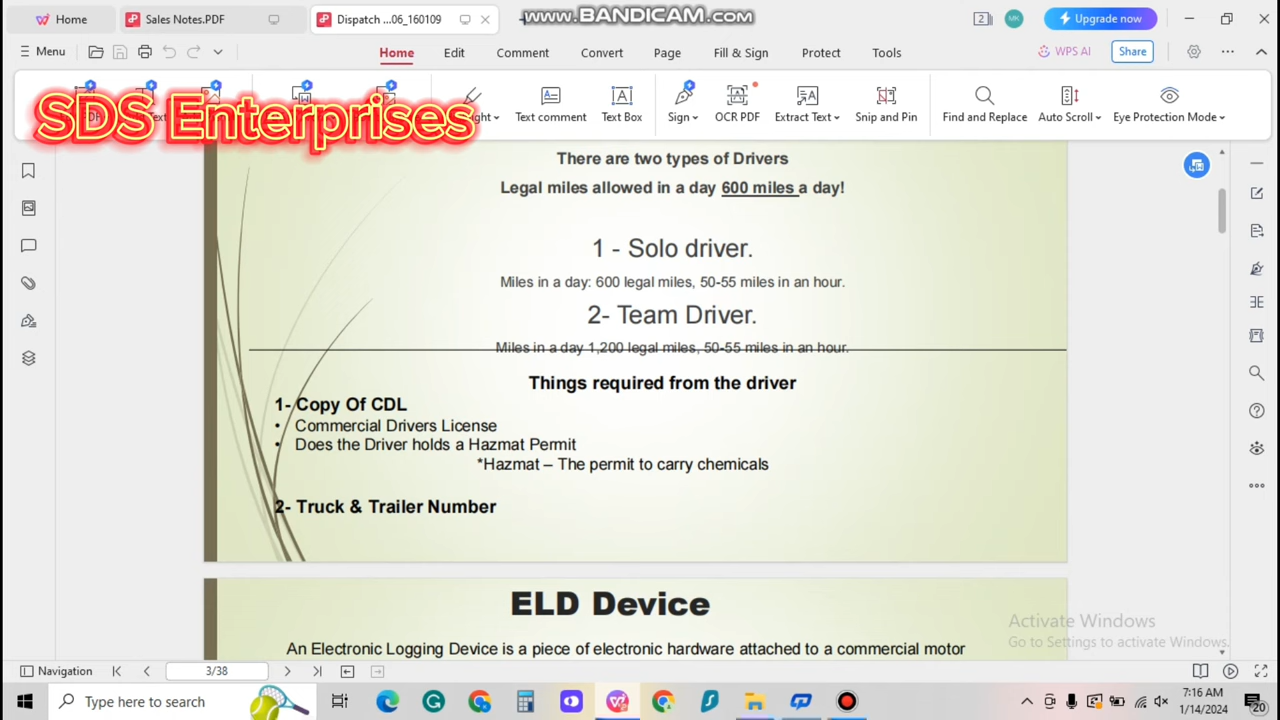 www.BANDICAM.com
Home
Sales Notes.PDF
Dispatch ...06_160109
2
MK
Upgrade now
Menu
Home
Edit
Comment
Convert
Page
Fill & Sign
Protect
Tools
WPS AI
Share
SDS Enterprises
Text comment
Text Box
Sign
OCR PDF
Extract Text
Snip and Pin
Find and Replace
Auto Scroll
Eye Protection Mode
There are two types of Drivers
Legal miles allowed in a day 600 miles a day!
1 - Solo driver.
Miles in a day: 600 legal miles, 50-55 miles in an hour.
2- Team Driver.
Miles in a day 1,200 legal miles, 50-55 miles in an hour.
Things required from the driver
1- Copy Of CDL
• Commercial Drivers License
• Does the Driver holds a Hazmat Permit
*Hazmat – The permit to carry chemicals
2- Truck & Trailer Number
ELD Device
An Electronic Logging Device is a piece of electronic hardware attached to a commercial motor
Activate Windows
Go to Settings to activate Windows.
Navigation
3/38
Type here to search
7:16 AM
1/14/2024
20